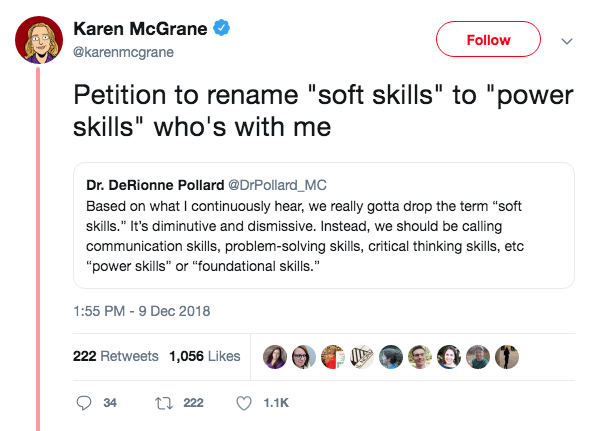 Karen McGrane
@karenmcgrane
Follow
Petition to rename "soft skills" to "power
skills" who's with me
Dr. DeRionne Pollard @DrPollard_MC
Based on what I continuously hear, we really gotta drop the term “soft
skills.” It’s diminutive and dismissive. Instead, we should be calling
communication skills, problem-solving skills, critical thinking skills, etc
“power skills” or “foundational skills.”
1:55 PM - 9 Dec 2018
222 Retweets 1,056 Likes
34 222 1.1K